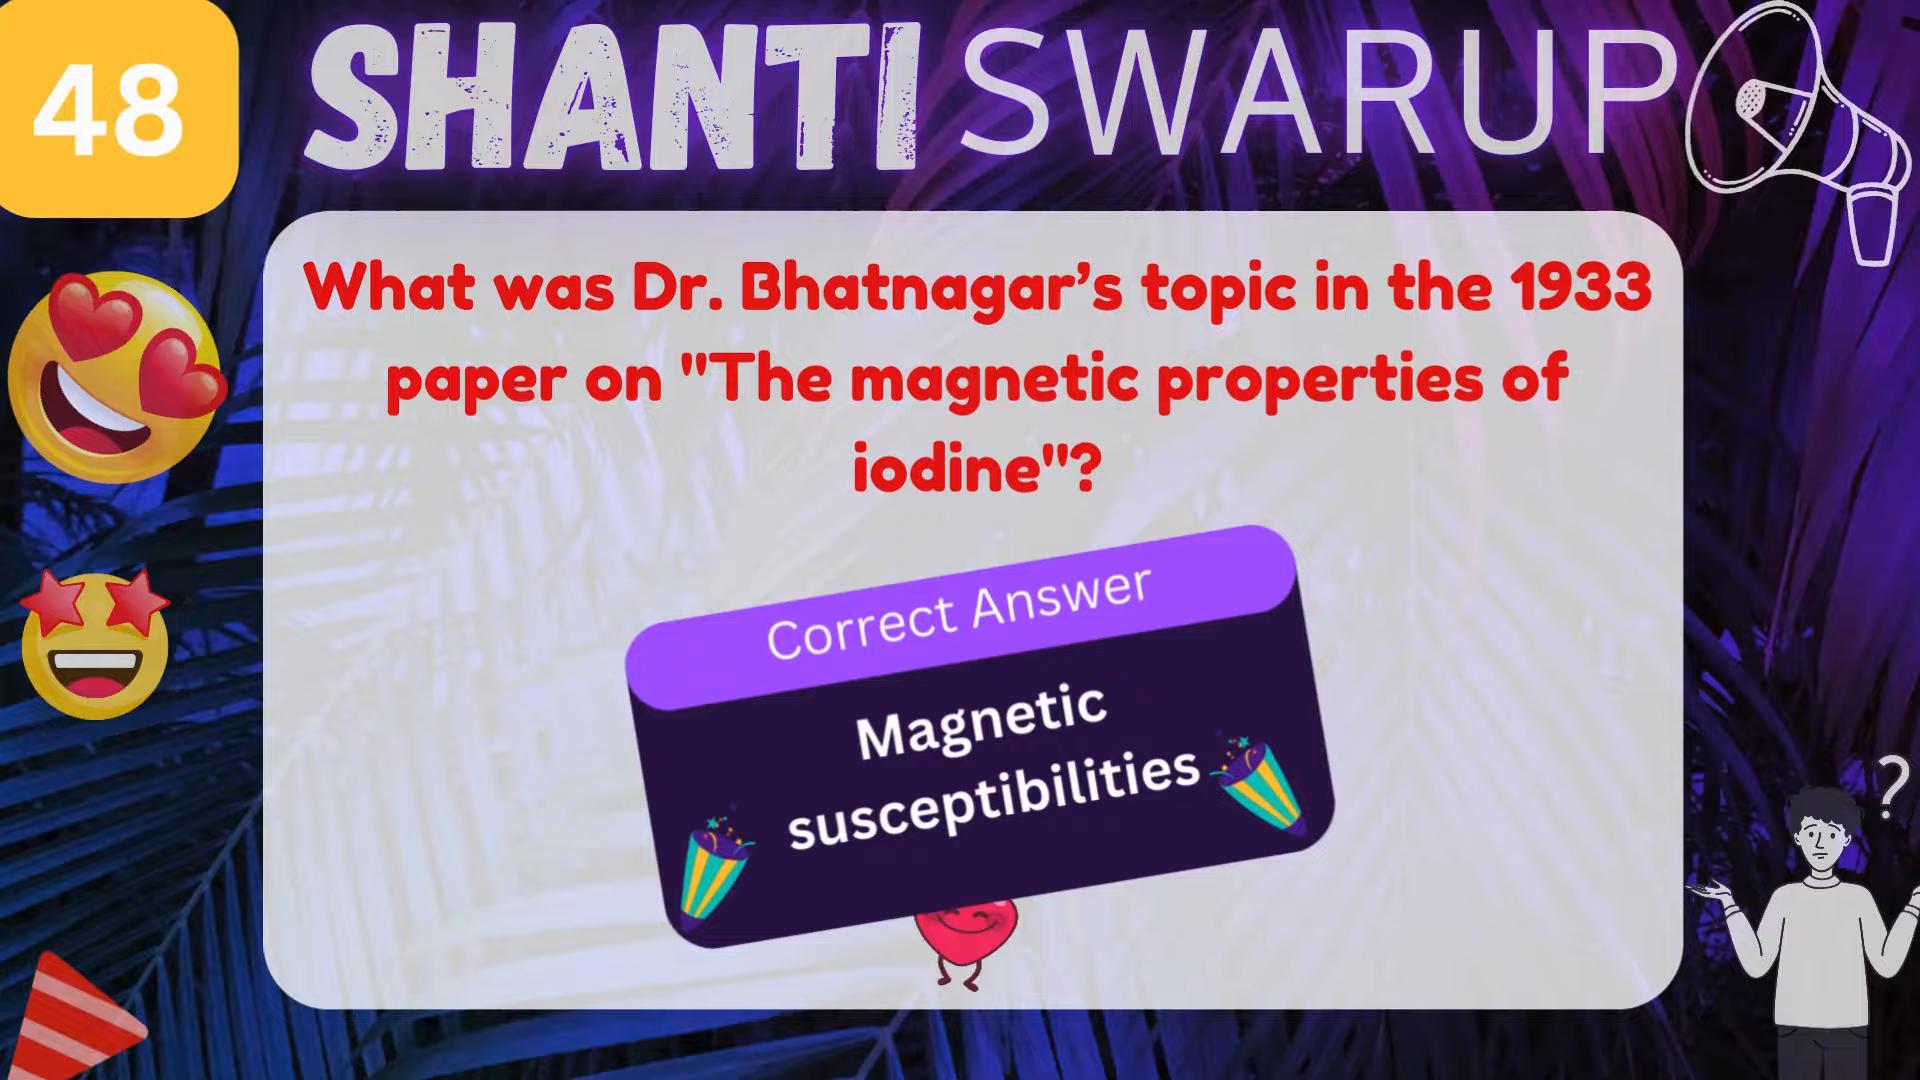 48
SHANTI SWARUP
What was Dr. Bhatnagar’s topic in the 1933
paper on "The magnetic properties of
iodine"?
Correct Answer
Magnetic
susceptibilities
?